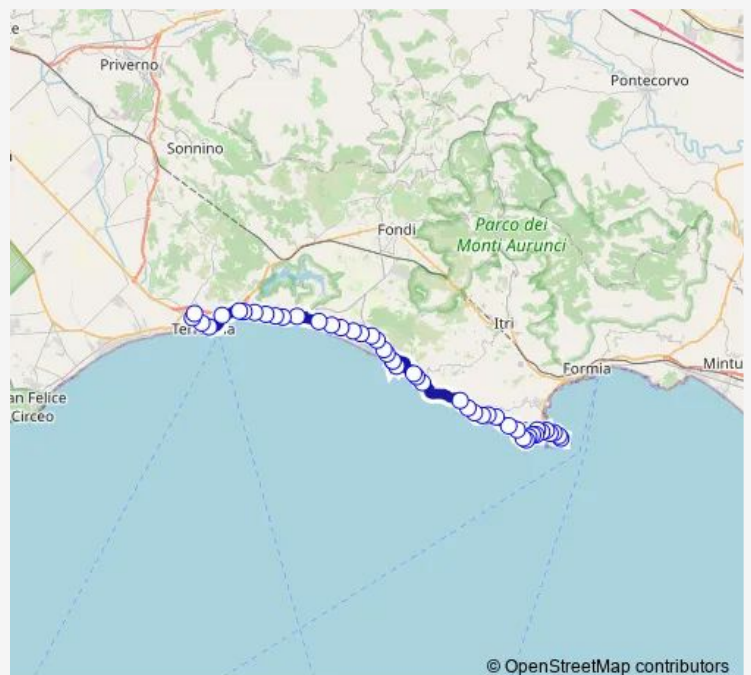 Priverno
Pontecorvo
Sonnino
Fondi
Parco dei
Monti Aurunci
Itri
Formia
Mintu
an Felice
Circeo
© OpenStreetMap contributors